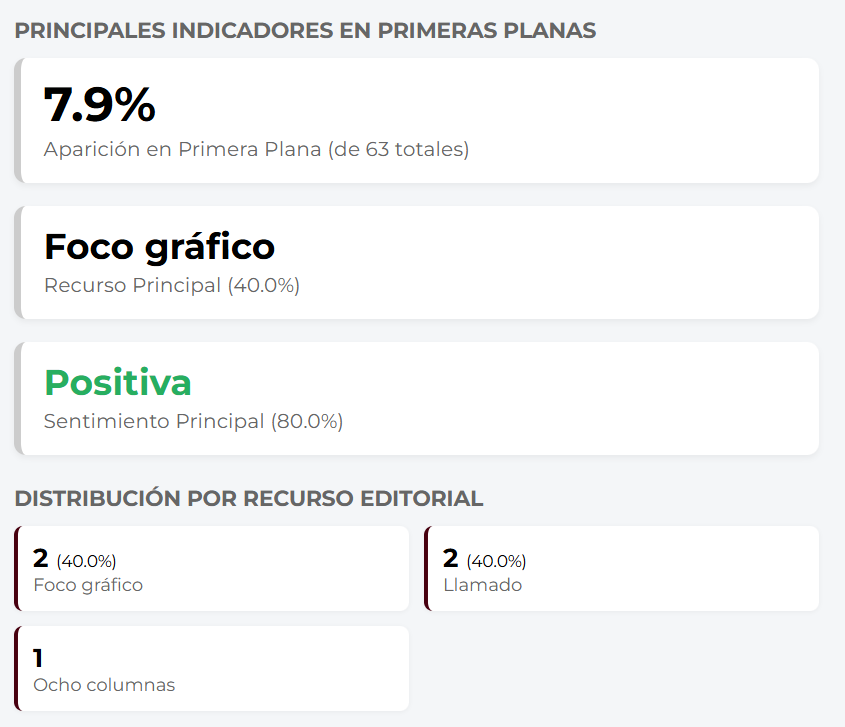 PRINCIPALES INDICADORES EN PRIMERAS PLANAS
7.9%
Aparición en Primera Plana (de 63 totales)
Foco gráfico
Recurso Principal (40.0%)
Positiva
Sentimiento Principal (80.0%)
DISTRIBUCIÓN POR RECURSO EDITORIAL
2 (40.0%)
Foco gráfico
2 (40.0%)
Llamado
1
Ocho columnas